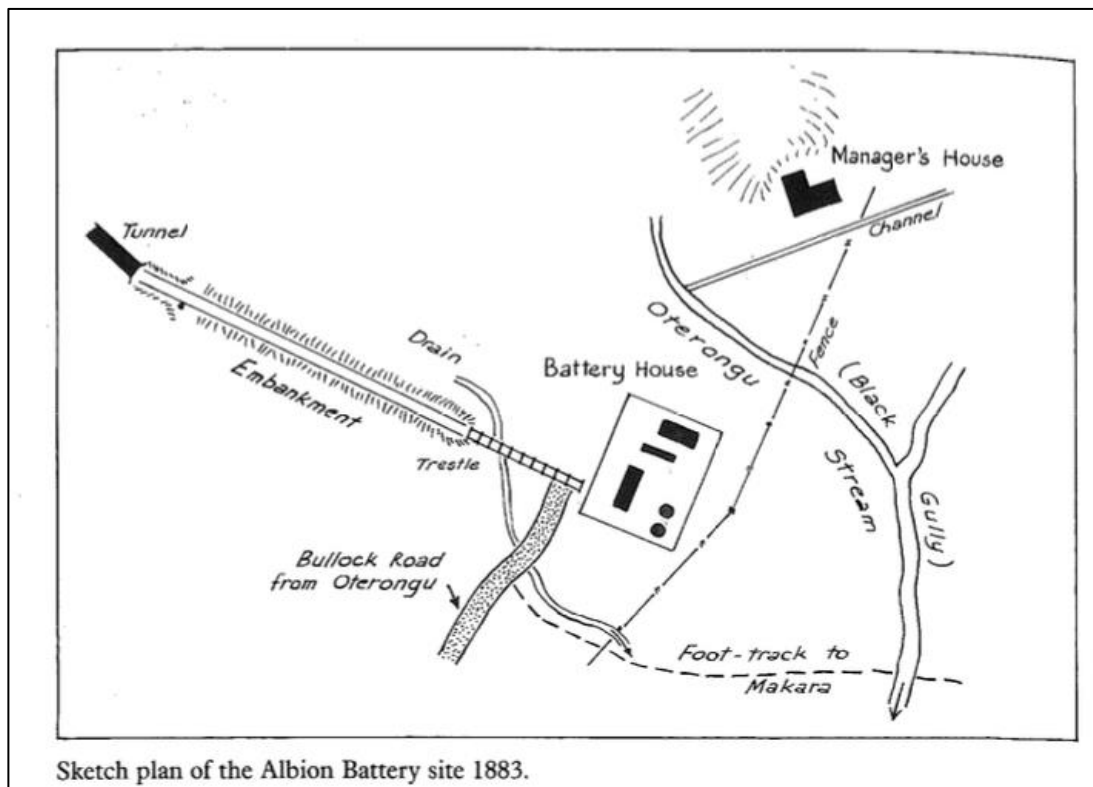 Manager's House
Channel
Tunnel
Oterongu
Fence
Drain
(Black
Battery House
Embankment
Trestle
Stream
Gully)
Bullock Road
from Oterongu
Foot-track to
Makara
Sketch plan of the Albion Battery site 1883.